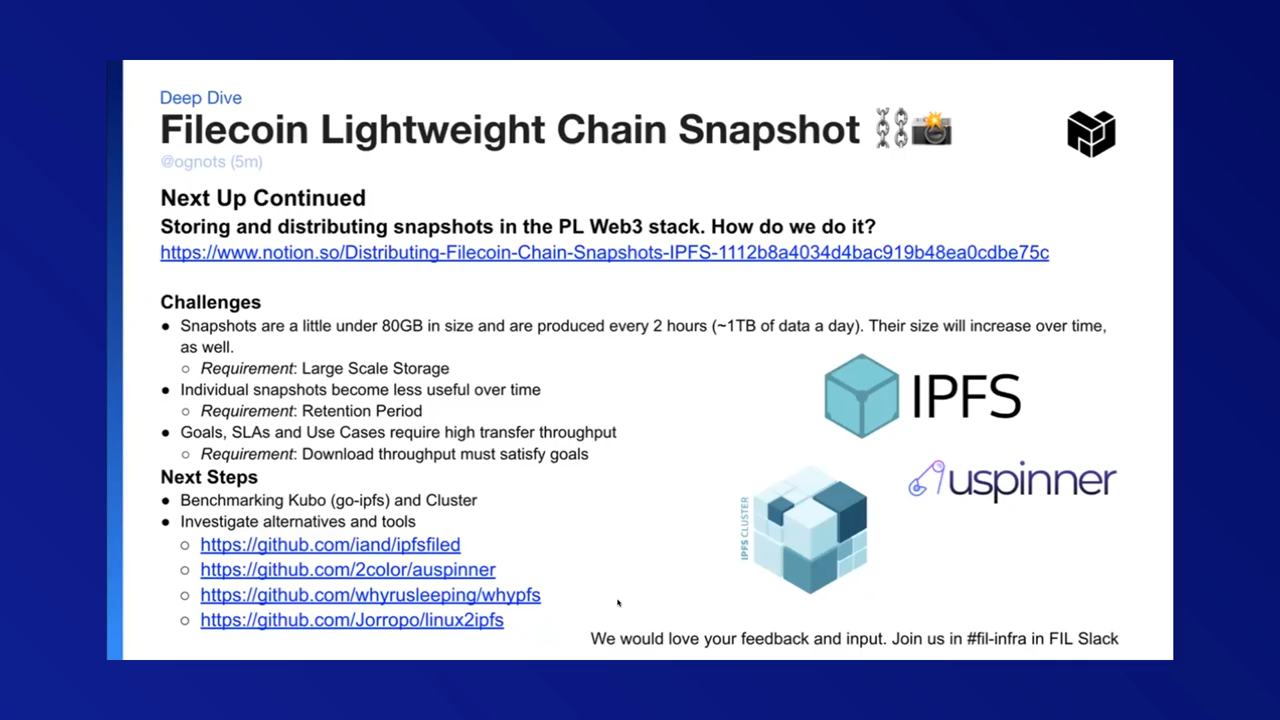 Deep Dive
Filecoin Lightweight Chain Snapshot ⛓️📸
@ognots (5m)
Next Up Continued
Storing and distributing snapshots in the PL Web3 stack. How do we do it?
https://www.notion.so/Distributing-Filecoin-Chain-Snapshots-IPFS-1112b8a4034d4bac919b48ea0cdbe75c
Challenges
● Snapshots are a little under 80GB in size and are produced every 2 hours (~1TB of data a day). Their size will increase over time,
as well.
○ Requirement: Large Scale Storage
● Individual snapshots become less useful over time
○ Requirement: Retention Period
● Goals, SLAs and Use Cases require high transfer throughput
○ Requirement: Download throughput must satisfy goals
Next Steps
● Benchmarking Kubo (go-ipfs) and Cluster
● Investigate alternatives and tools
○ https://github.com/iand/ipfsfiled
○ https://github.com/2color/auspinner
○ https://github.com/whyrusleeping/whypfs
○ https://github.com/Jorropo/linux2ipfs
IPFS
Auspinner
IPFS CLUSTER
We would love your feedback and input. Join us in #fil-infra in FIL Slack